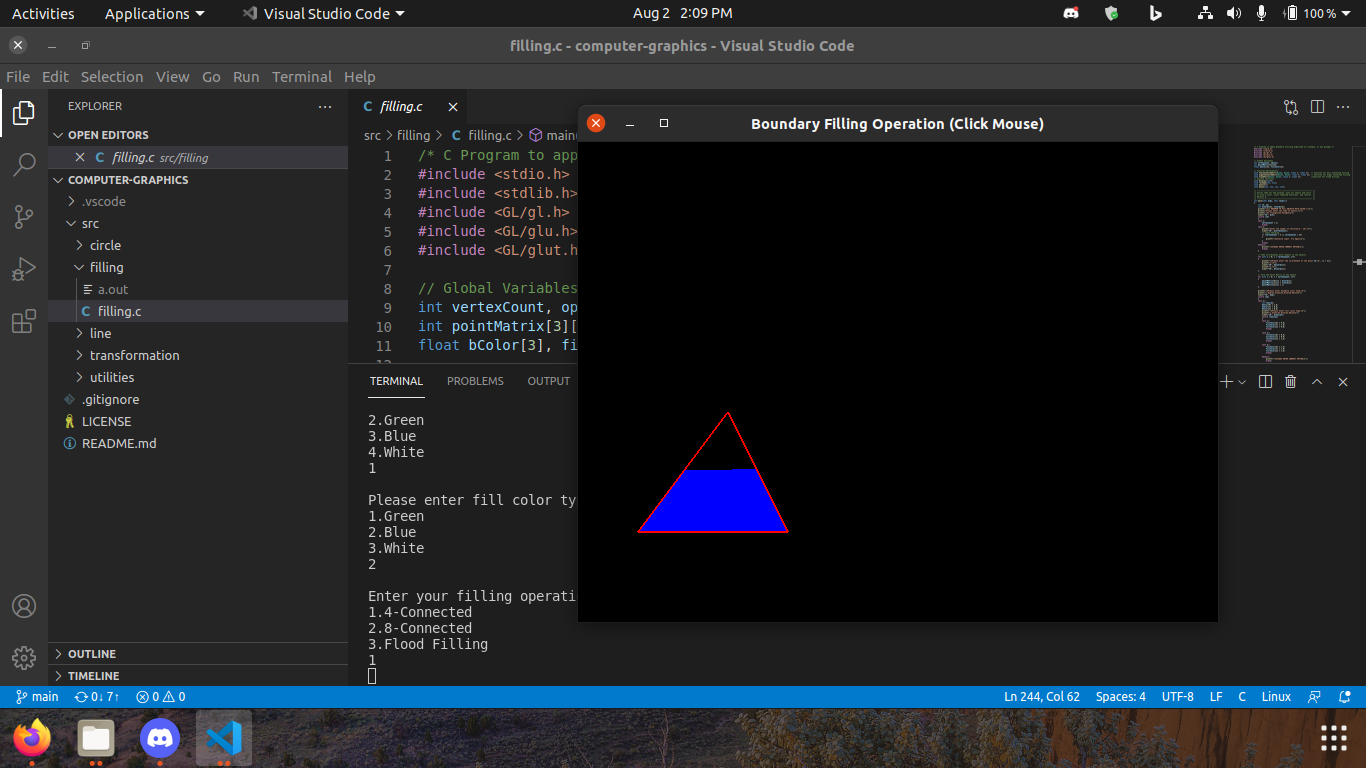 Activities Applications Visual Studio Code Aug 2 2:09 PM 100 %
filling.c - computer-graphics - Visual Studio Code
File Edit Selection View Go Run Terminal Help
EXPLORER
OPEN EDITORS
C filling.c src/filling
COMPUTER-GRAPHICS
.vscode
src
circle
filling
a.out
C filling.c
line
transformation
utilities
.gitignore
LICENSE
README.md
OUTLINE
TIMELINE
C filling.c
src > filling > C filling.c > main(
1 /* C Program to app
2 #include <stdio.h>
3 #include <stdlib.h>
4 #include <GL/gl.h>
5 #include <GL/glu.h>
6 #include <GL/glut.h
7
8 // Global Variables
9 int vertexCount, op
10 int pointMatrix[3][
11 float bColor[3], fi
Boundary Filling Operation (Click Mouse)
TERMINAL PROBLEMS OUTPUT
2.Green
3.Blue
4.White
1
Please enter fill color ty
1.Green
2.Blue
3.White
2
Enter your filling operati
1.4-Connected
2.8-Connected
3.Flood Filling
1
main 0↓ 7↑ 0 0 Ln 244, Col 62 Spaces: 4 UTF-8 LF C Linux